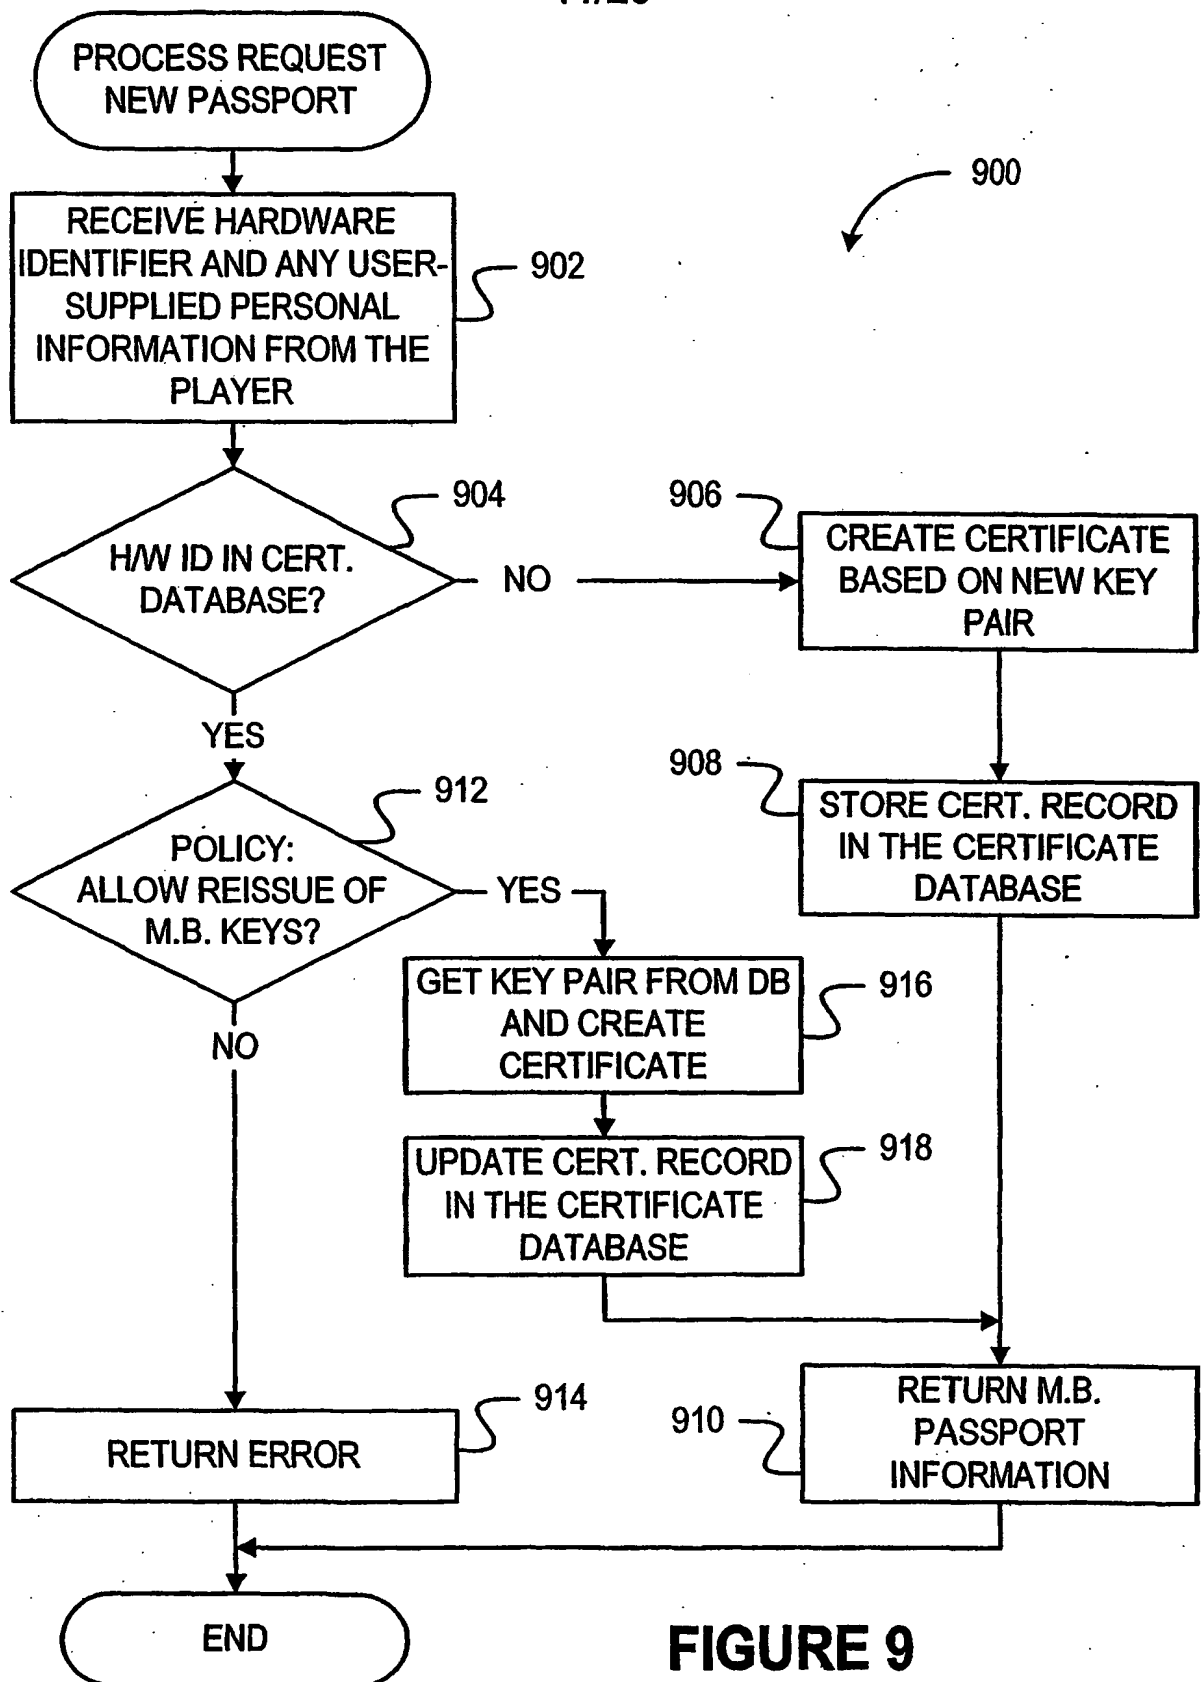 PROCESS REQUEST
NEW PASSPORT
900
RECEIVE HARDWARE
IDENTIFIER AND ANY USER-
SUPPLIED PERSONAL
INFORMATION FROM THE
PLAYER
902
H/W ID IN CERT.
DATABASE?
904
NO
906
CREATE CERTIFICATE
BASED ON NEW KEY
PAIR
YES
908
STORE CERT. RECORD
IN THE CERTIFICATE
DATABASE
POLICY:
ALLOW REISSUE OF
M.B. KEYS?
912
YES
GET KEY PAIR FROM DB
AND CREATE
CERTIFICATE
916
NO
UPDATE CERT. RECORD
IN THE CERTIFICATE
DATABASE
918
RETURN ERROR
914
910
RETURN M.B.
PASSPORT
INFORMATION
END
FIGURE 9